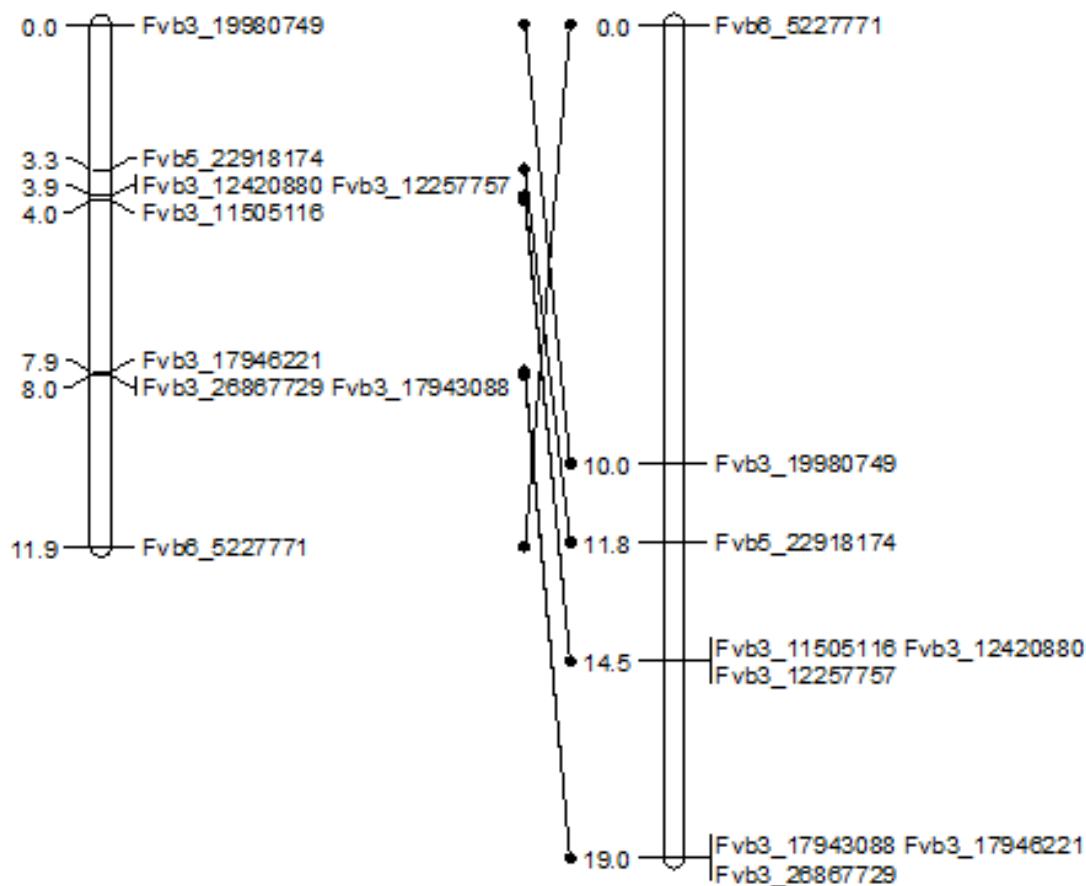 0.0 Fvb3_19980749
3.3 Fvb5_22918174
3.9 Fvb3_12420880 Fvb3_12257757
4.0 Fvb3_11505116
7.9 Fvb3_17946221
8.0 Fvb3_26867729 Fvb3_17943088
11.9 Fvb6_5227771
0.0 Fvb6_5227771
10.0 Fvb3_19980749
11.8 Fvb5_22918174
Fvb3_11505116 Fvb3_12420880
14.5 Fvb3_12257757
Fvb3_17943088 Fvb3_17946221
19.0 Fvb3_26867729